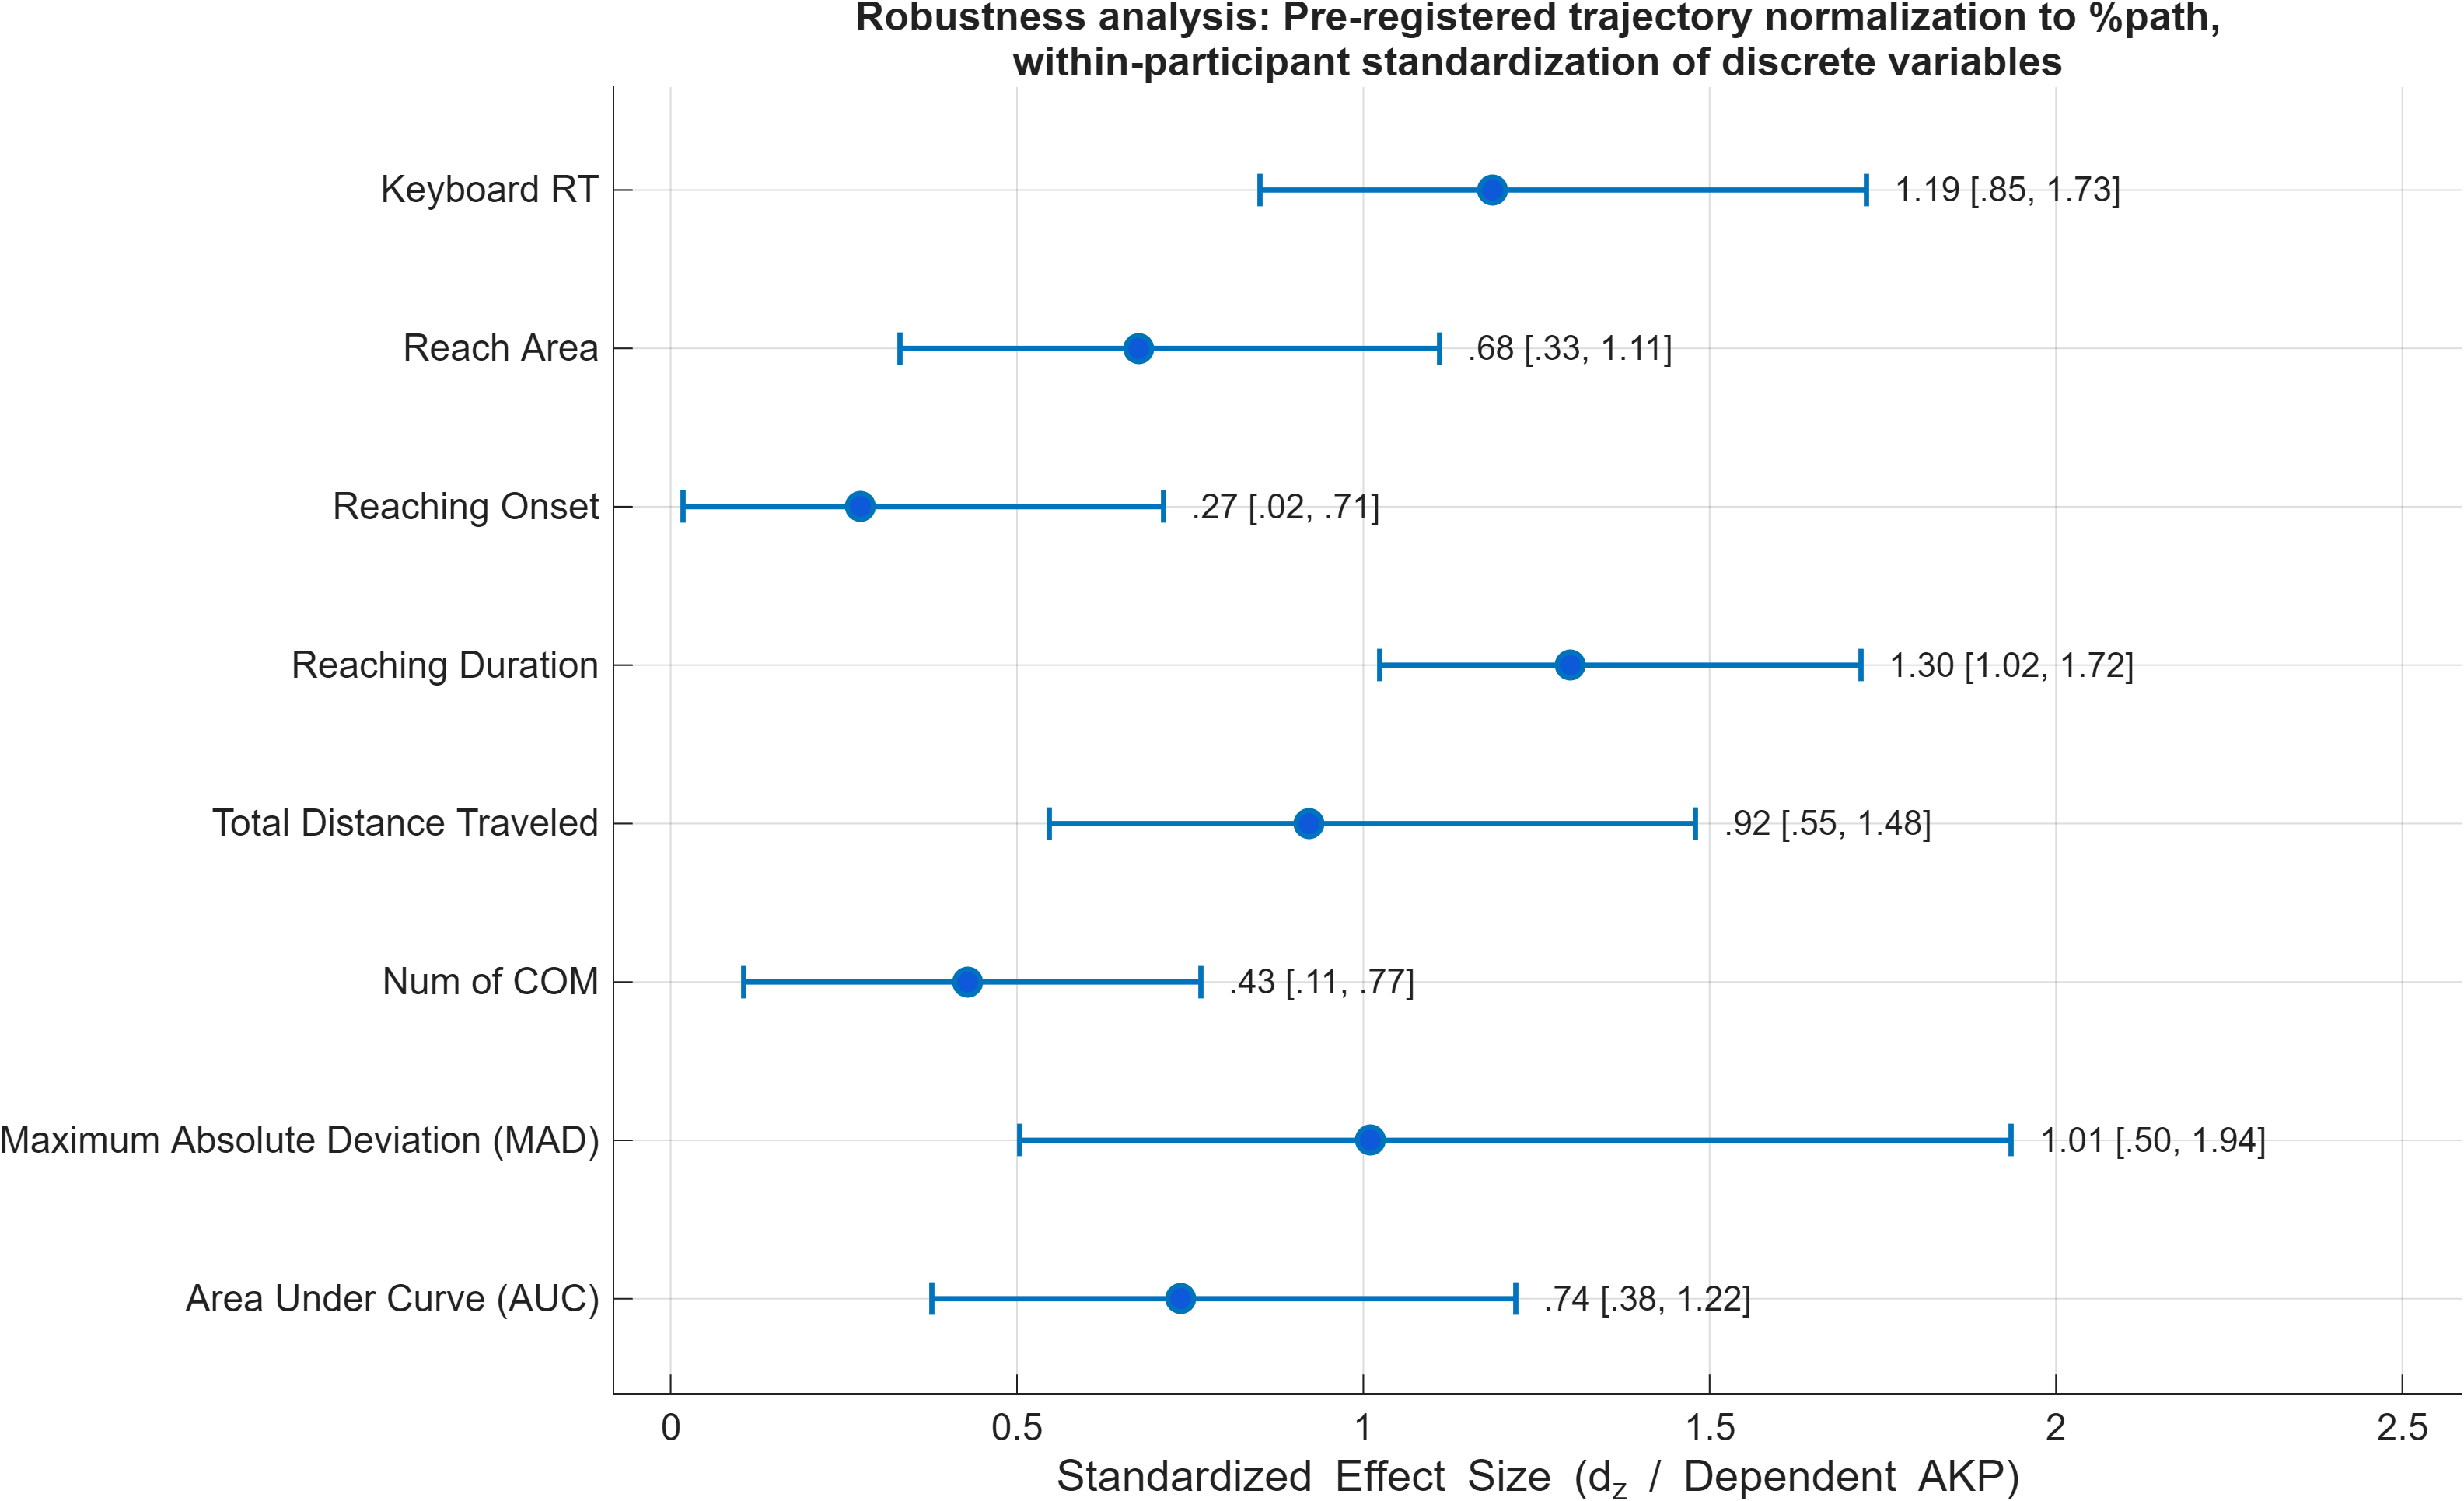 Robustness analysis: Pre-registered trajectory normalization to %path,
within-participant standardization of discrete variables
Keyboard RT
1.19 [.85, 1.73]
Reach Area
.68 [.33, 1.11]
Reaching Onset
.27 [.02, .71]
Reaching Duration
1.30 [1.02, 1.72]
Total Distance Traveled
.92 [.55, 1.48]
Num of COM
.43 [.11, .77]
Maximum Absolute Deviation (MAD)
1.01 [.50, 1.94]
Area Under Curve (AUC)
.74 [.38, 1.22]
0 0.5 1 1.5 2 2.5
Standardized Effect Size (dz / Dependent AKP)